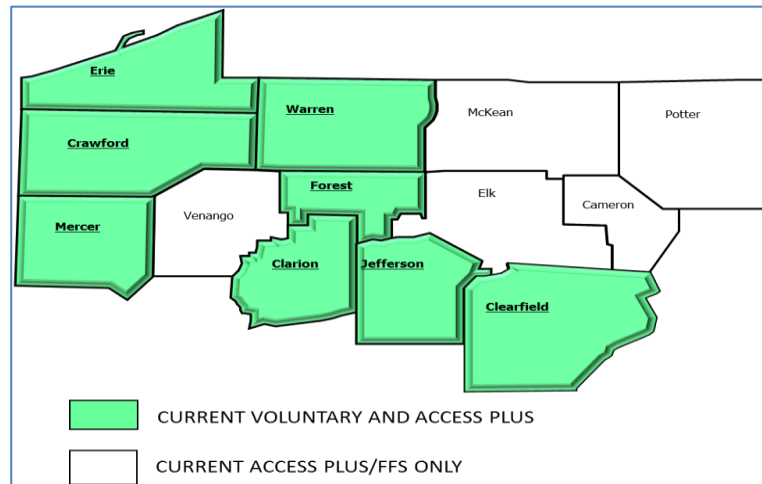 Erie
Warren
McKean
Potter
Crawford
Forest
Elk
Cameron
Mercer
Venango
Clarion
Jefferson
Clearfield
CURRENT VOLUNTARY AND ACCESS PLUS
CURRENT ACCESS PLUS/FFS ONLY